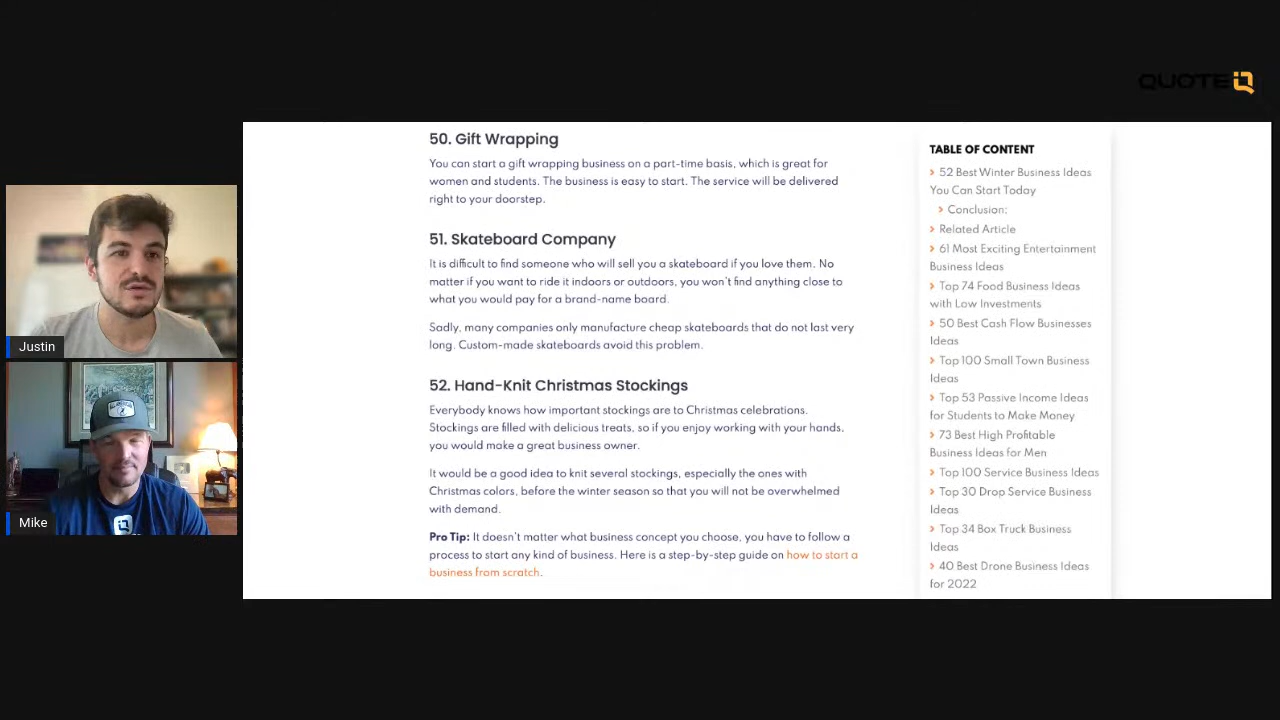 QUOTE IQ
50. Gift Wrapping
You can start a gift wrapping business on a part-time basis, which is great for
women and students. The business is easy to start. The service will be delivered
right to your doorstep.
51. Skateboard Company
It is difficult to find someone who will sell you a skateboard if you love them. No
matter if you want to ride it indoors or outdoors, you won't find anything close to
what you would pay for a brand-name board.
Sadly, many companies only manufacture cheap skateboards that do not last very
long. Custom-made skateboards avoid this problem.
52. Hand-Knit Christmas Stockings
Everybody knows how important stockings are to Christmas celebrations.
Stockings are filled with delicious treats, so if you enjoy working with your hands,
you would make a great business owner.
It would be a good idea to knit several stockings, especially the ones with
Christmas colors, before the winter season so that you will not be overwhelmed
with demand.
Pro Tip: It doesn't matter what business concept you choose, you have to follow a
process to start any kind of business. Here is a step-by-step guide on how to start a
business from scratch.
TABLE OF CONTENT
52 Best Winter Business Ideas
You Can Start Today
Conclusion:
Related Article
61 Most Exciting Entertainment
Business Ideas
Top 74 Food Business Ideas
with Low Investments
50 Best Cash Flow Businesses
Ideas
Top 100 Small Town Business
Ideas
Top 53 Passive Income Ideas
for Students to Make Money
73 Best High Profitable
Business Ideas for Men
Top 100 Service Business Ideas
Top 30 Drop Service Business
Ideas
Top 34 Box Truck Business
Ideas
40 Best Drone Business Ideas
for 2022
Justin
Mike